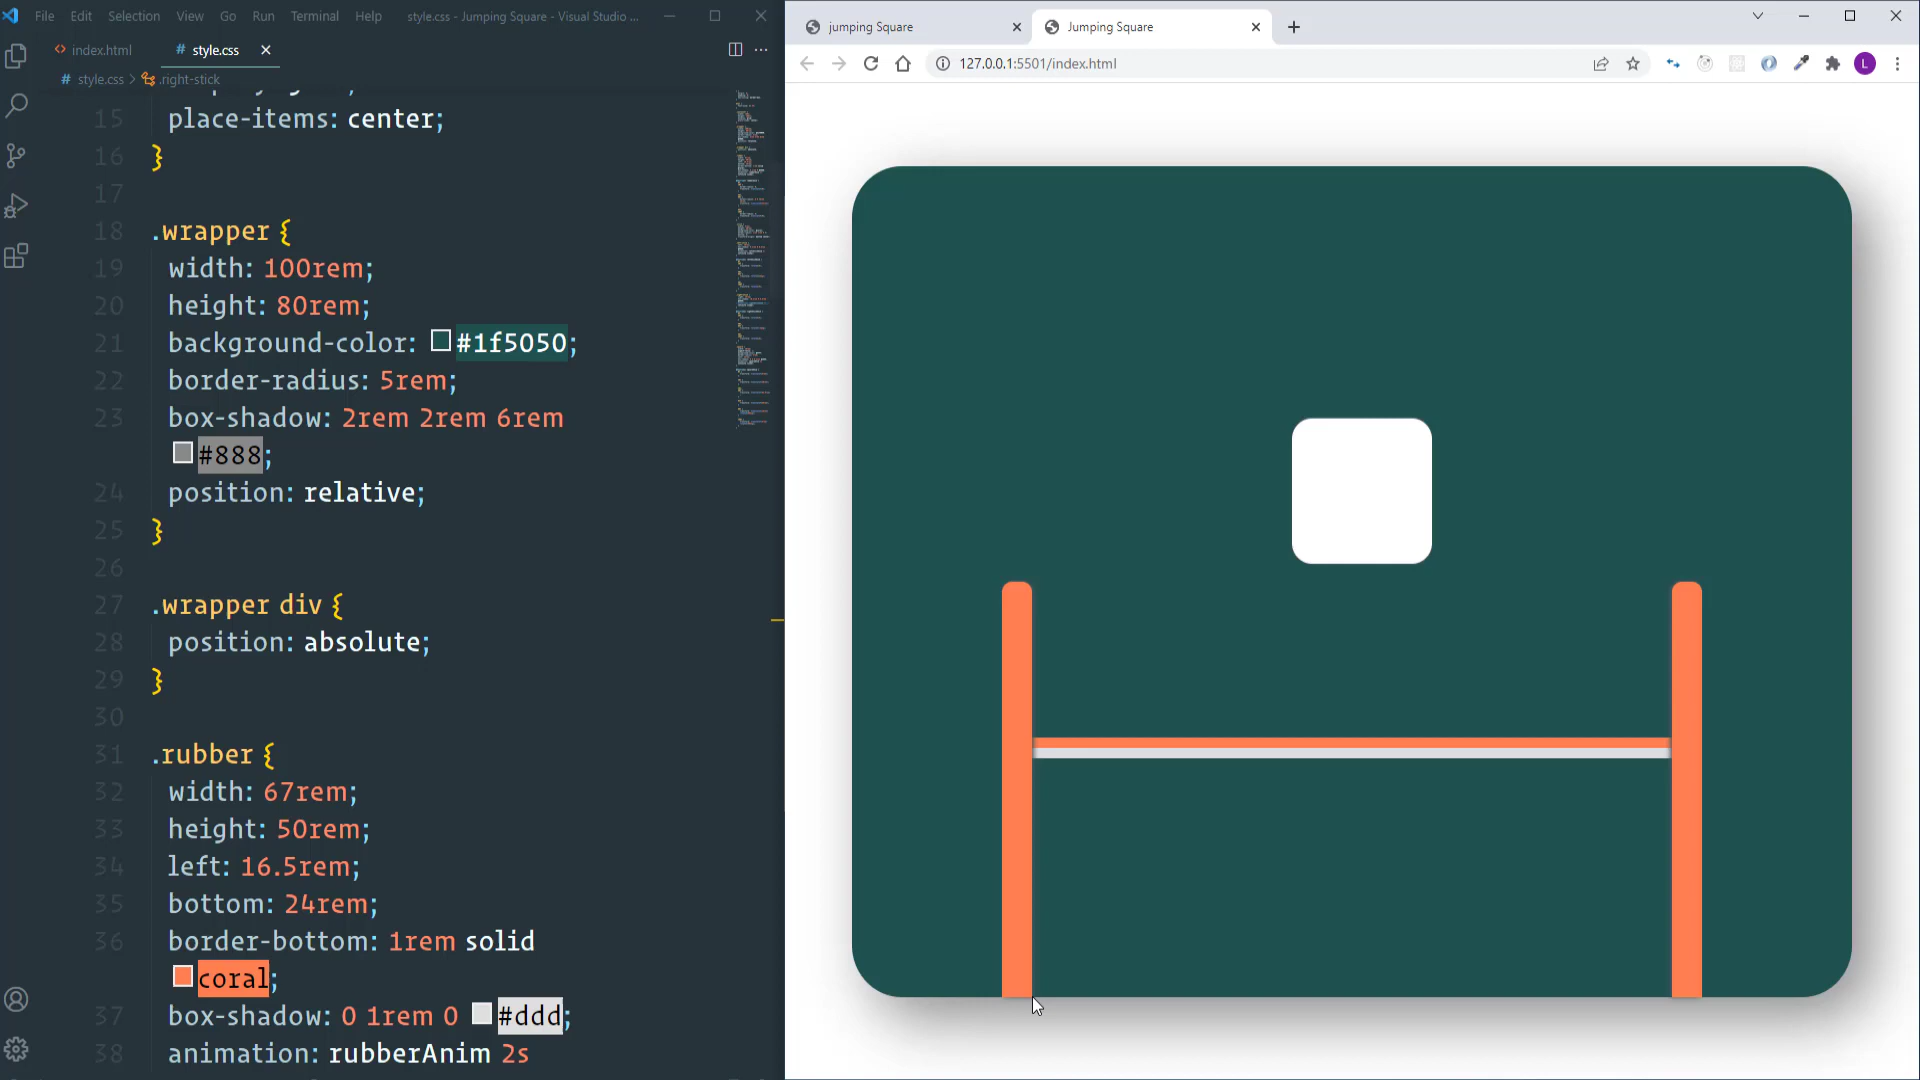 File Edit Selection View Go Run Terminal Help style.css - Jumping Square - Visual Studio ...
index.html
# style.css
# style.css > .right-stick
15 place-items: center;
16 }
17
18 .wrapper {
19 width: 100rem;
20 height: 80rem;
21 background-color: #1f5050;
22 border-radius: 5rem;
23 box-shadow: 2rem 2rem 6rem
#888;
24 position: relative;
25 }
26
27 .wrapper div {
28 position: absolute;
29 }
30
31 .rubber {
32 width: 67rem;
33 height: 50rem;
34 left: 16.5rem;
35 bottom: 24rem;
36 border-bottom: 1rem solid
coral;
37 box-shadow: 0 1rem 0 #ddd;
38 animation: rubberAnim 2s
jumping Square
Jumping Square
127.0.0.1:5501/index.html
L